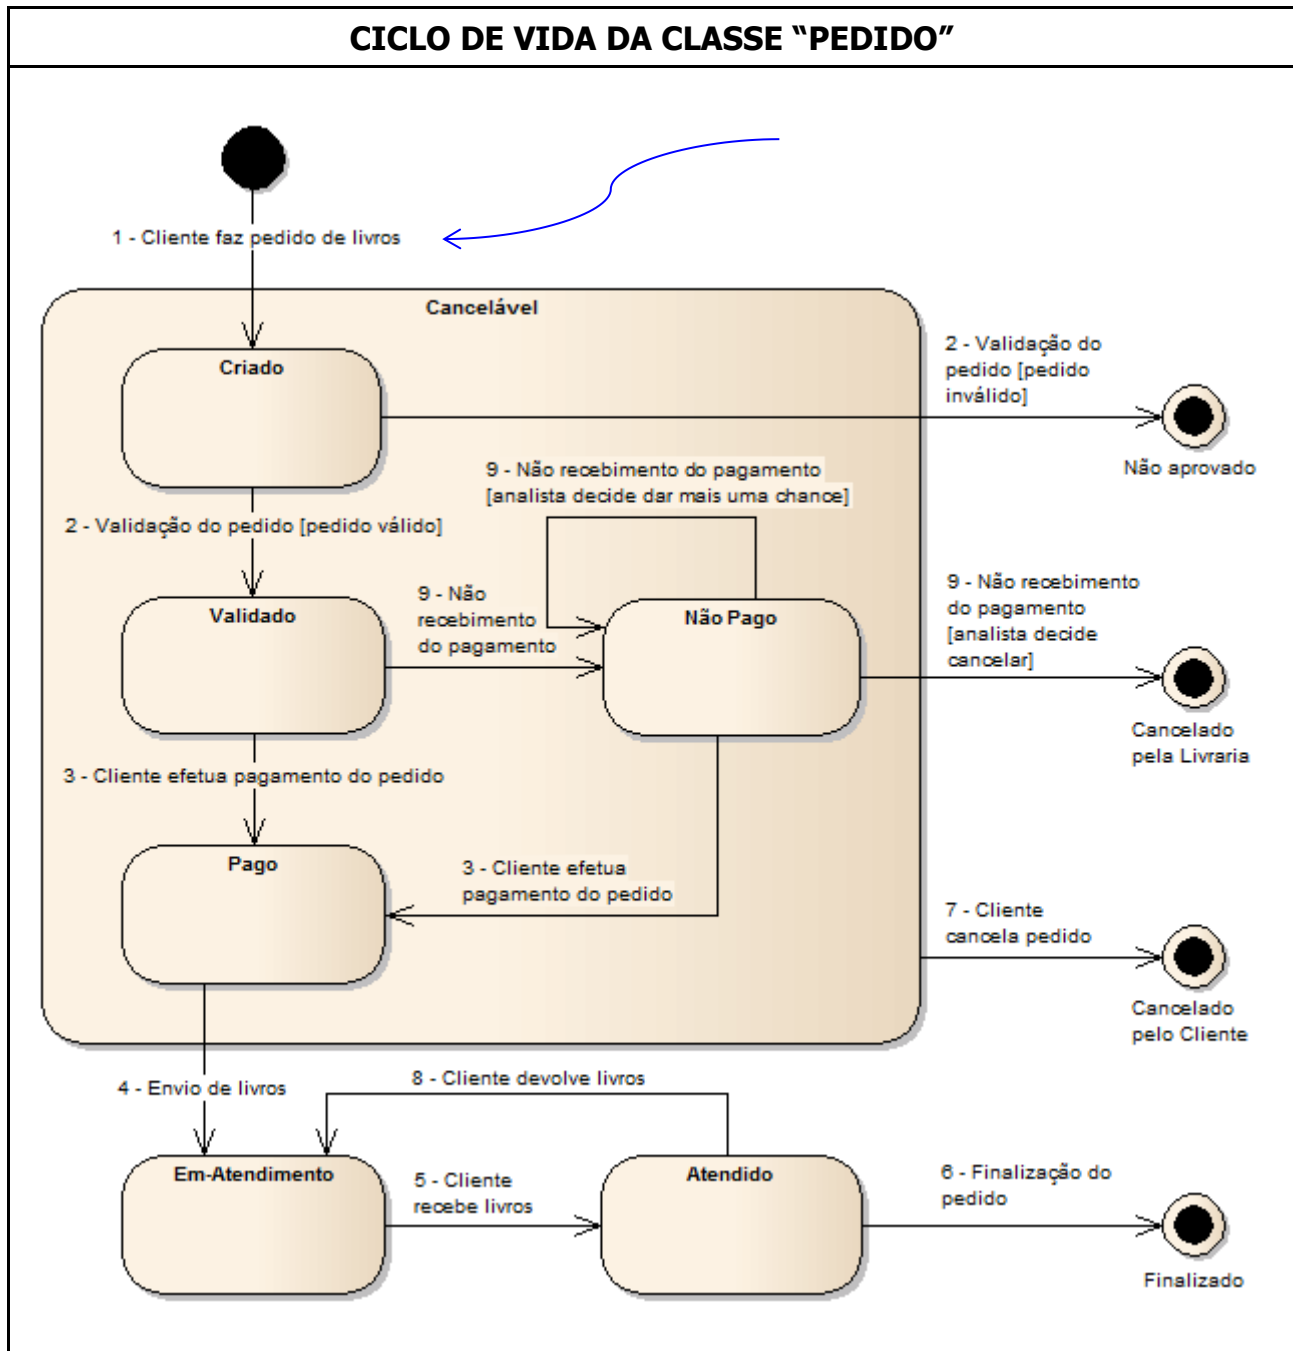 CICLO DE VIDA DA CLASSE “PEDIDO”
1 - Cliente faz pedido de livros
Cancelável
Criado
2 - Validação do
pedido [pedido
inválido]
Não aprovado
9 - Não recebimento do pagamento
[analista decide dar mais uma chance]
2 - Validação do pedido [pedido válido]
Validado
9 - Não
recebimento
do pagamento
Não Pago
9 - Não recebimento
do pagamento
[analista decide
cancelar]
Cancelado
pela Livraria
3 - Cliente efetua pagamento do pedido
Pago
3 - Cliente efetua
pagamento do pedido
7 - Cliente
cancela pedido
Cancelado
pelo Cliente
4 - Envio de livros
8 - Cliente devolve livros
Em-Atendimento
5 - Cliente
recebe livros
Atendido
6 - Finalização do
pedido
Finalizado